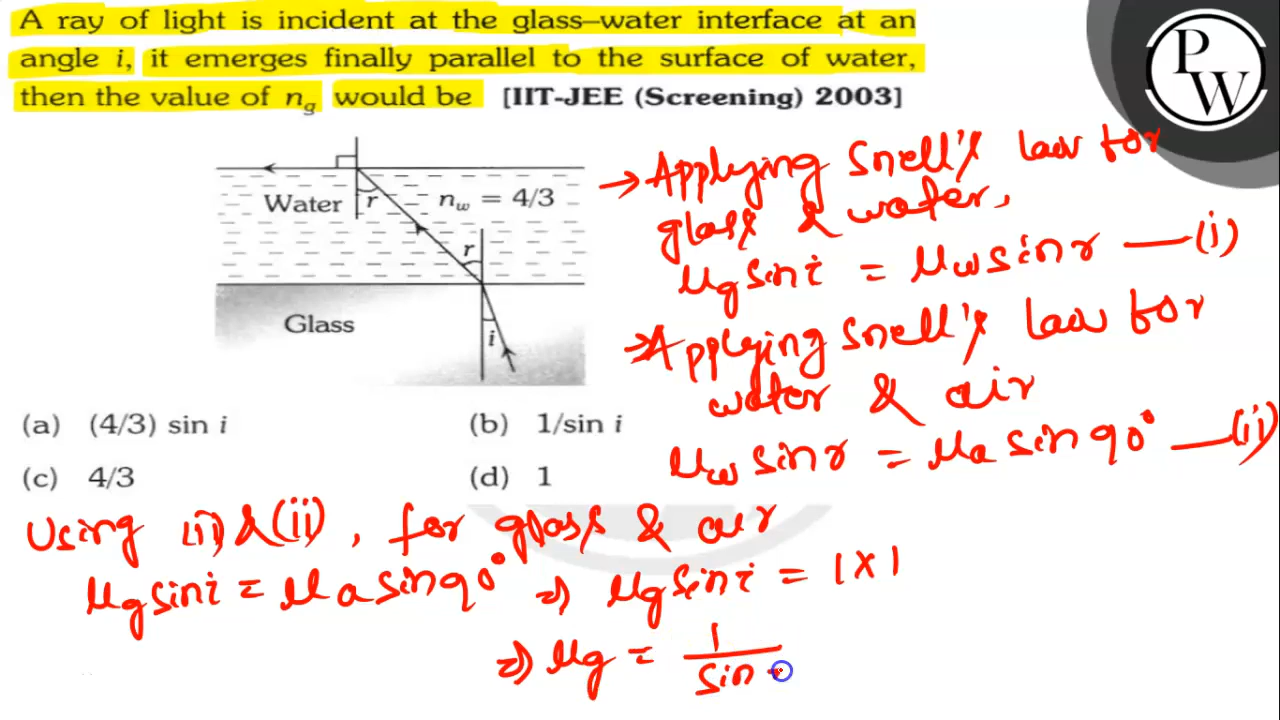 A ray of light is incident at the glass–water interface at an
angle i, it emerges finally parallel to the surface of water,
then the value of n_g would be [IIT-JEE (Screening) 2003]
P
W
Water
r
n_w = 4/3
r
Glass
i
(a) (4/3) sin i
(b) 1/sin i
(c) 4/3
(d) 1
→ Applying Snell's law for
glass & water,
μg sin i = μw sin r —(i)
→ Applying Snell's law for
water & air
μw sin r = μa sin 90° —(ii)
Using (i) & (ii), for glass & air
μg sin i = μa sin 90° ⇒ μg sin i = 1×1
⇒ μg = 1/sin